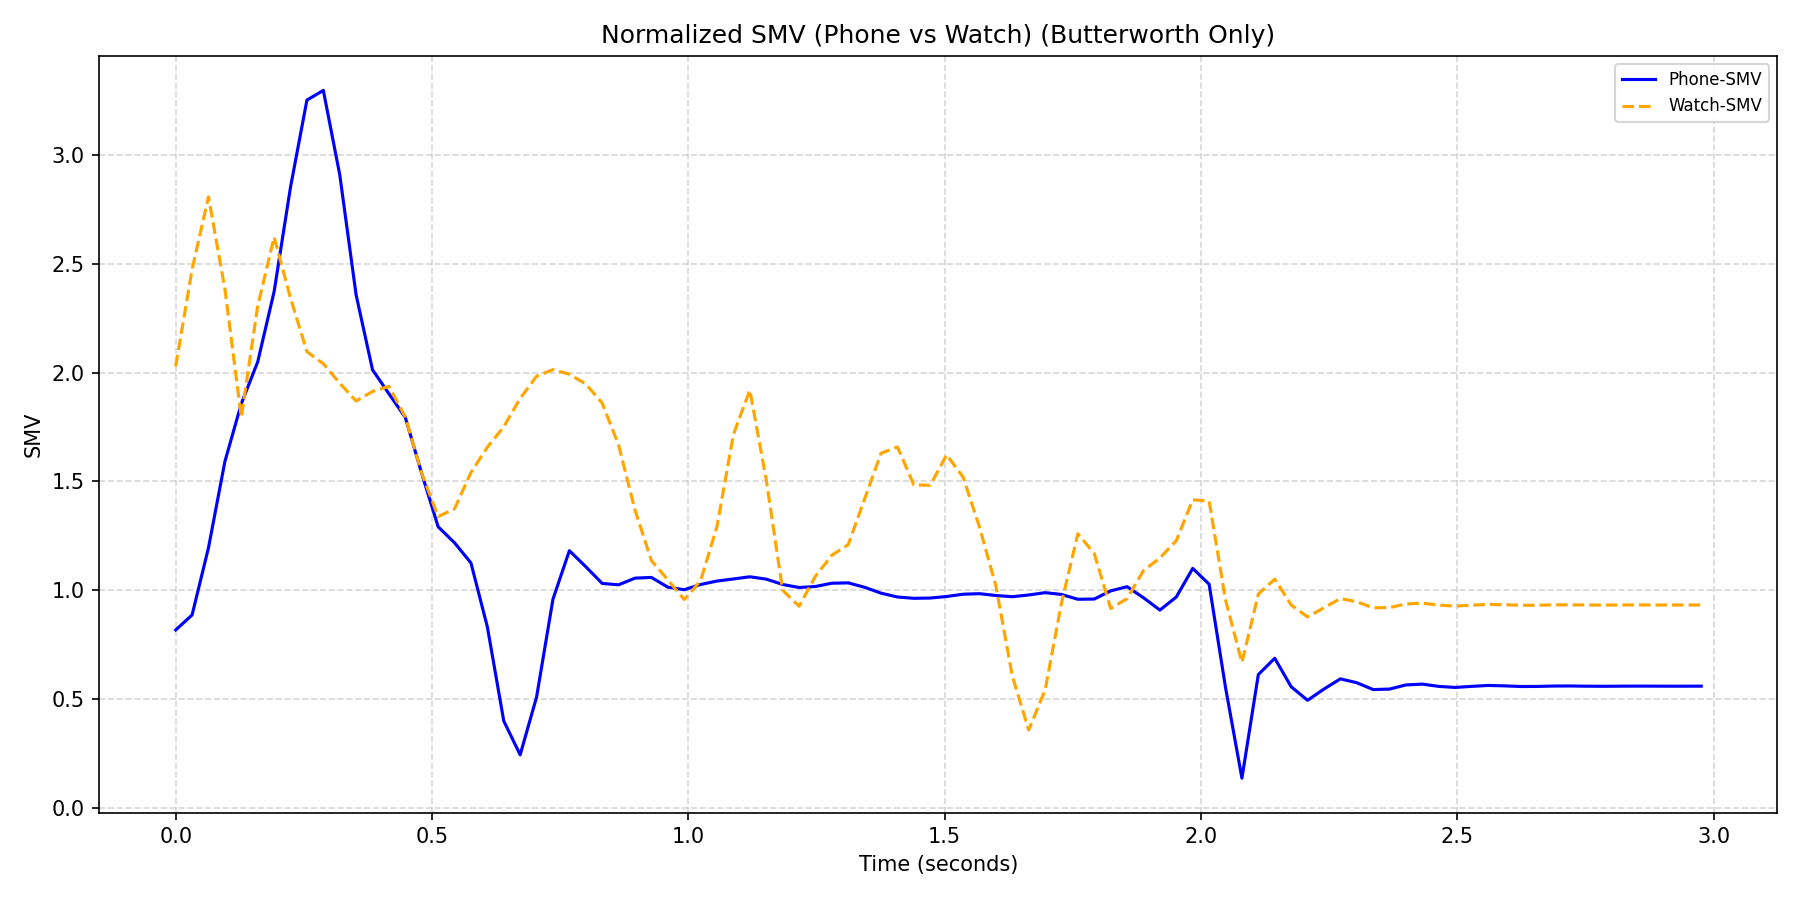 Normalized SMV (Phone vs Watch) (Butterworth Only)
Phone-SMV
Watch-SMV
SMV
3.0
2.5
2.0
1.5
1.0
0.5
0.0
0.0 0.5 1.0 1.5 2.0 2.5 3.0
Time (seconds)